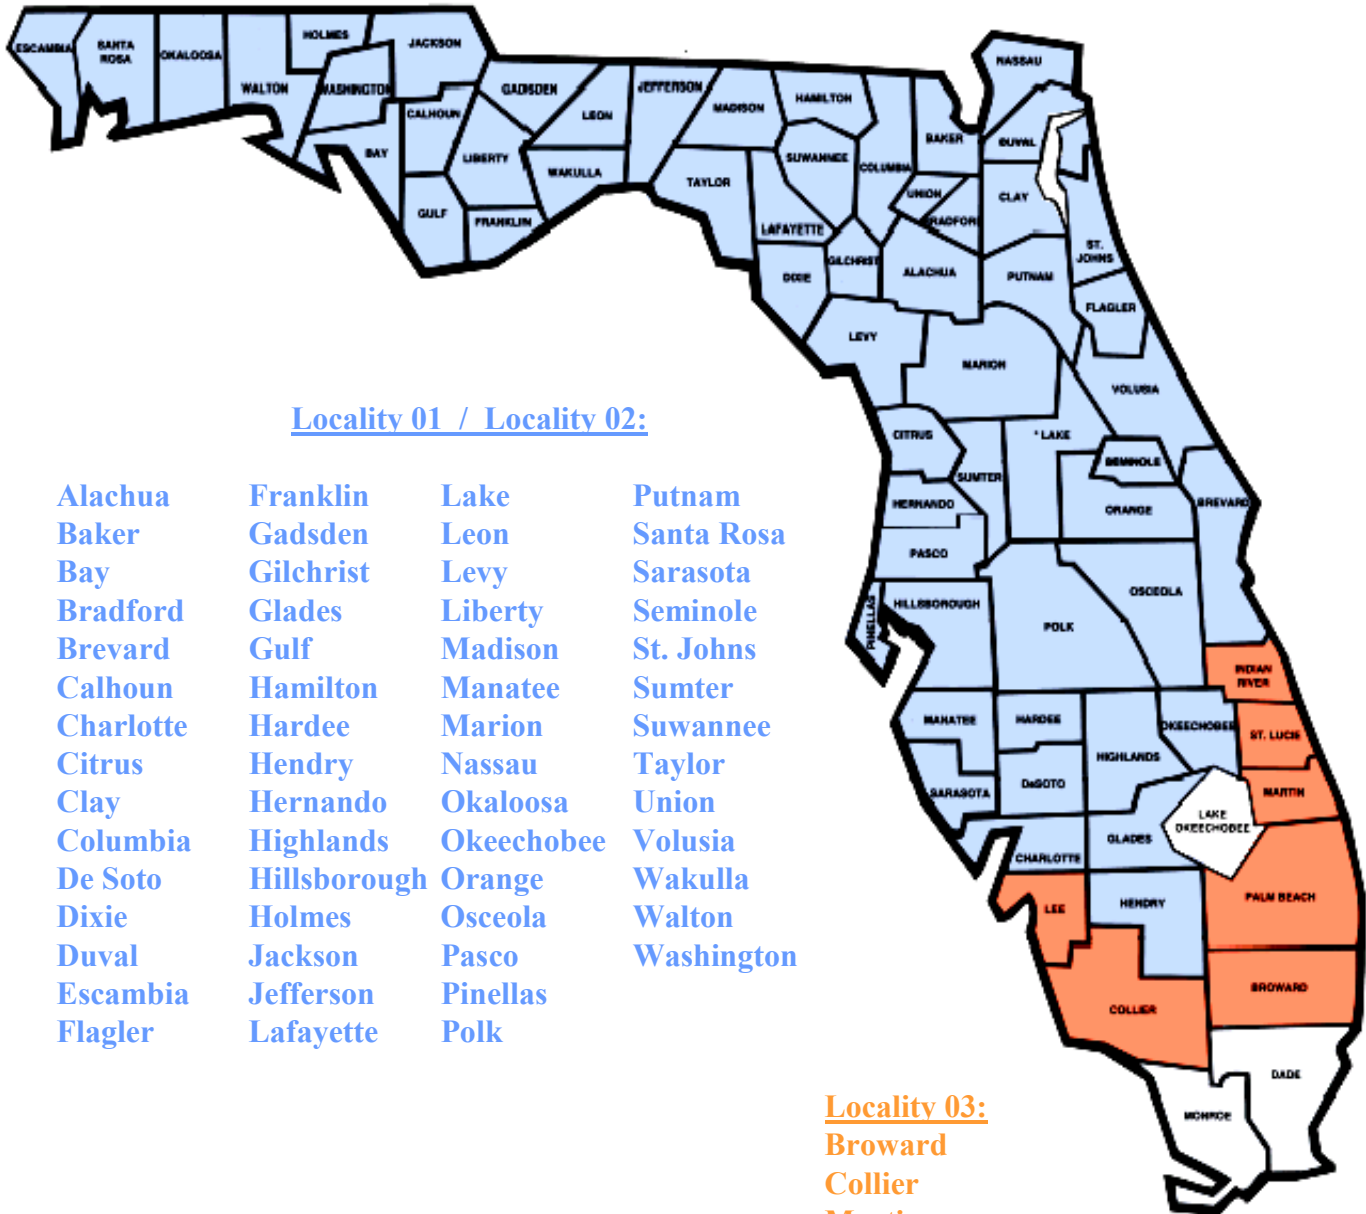 ESCAMBIA
SANTA
ROSA
OKALOOSA
WALTON
HOLMES
WASHINGTON
JACKSON
CALHOUN
BAY
GULF
GADSDEN
LIBERTY
FRANKLIN
LEON
WAKULLA
JEFFERSON
MADISON
TAYLOR
HAMILTON
SUWANNEE
LAFAYETTE
COLUMBIA
DIXIE
GILCHRIST
BAKER
UNION
RADFOR
ALACHUA
NASSAU
DUVAL
CLAY
ST.
JOHNS
PUTNAM
FLAGLER
LEVY
MARION
VOLUSIA
CITRUS
* LAKE
SEMINOLE
SUMTER
HERNANDO
ORANGE
BREVARD
PASCO
HILLSBOROUGH
PINELLAS
POLK
OSCEOLA
INDIAN
RIVER
MANATEE
HARDEE
OKEECHOBEE
ST. LUCIE
HIGHLANDS
SARASOTA
DeSOTO
MARTIN
LAKE
OKEECHOBEE
GLADES
CHARLOTTE
LEE
HENDRY
PALM BEACH
BROWARD
COLLIER
DADE
MONROE
Locality 01 / Locality 02:
Alachua Franklin Lake Putnam
Baker Gadsden Leon Santa Rosa
Bay Gilchrist Levy Sarasota
Bradford Glades Liberty Seminole
Brevard Gulf Madison St. Johns
Calhoun Hamilton Manatee Sumter
Charlotte Hardee Marion Suwannee
Citrus Hendry Nassau Taylor
Clay Hernando Okaloosa Union
Columbia Highlands Okeechobee Volusia
De Soto Hillsborough Orange Wakulla
Dixie Holmes Osceola Walton
Duval Jackson Pasco Washington
Escambia Jefferson Pinellas
Flagler Lafayette Polk
Locality 03:
Broward
Collier